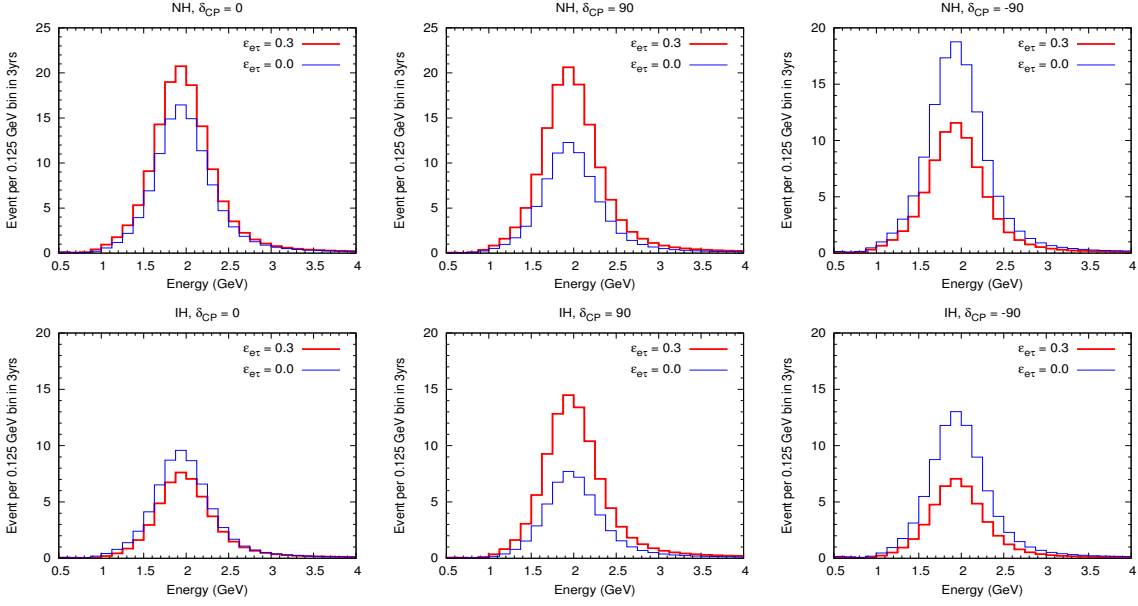 NH, δCP = 0
Event per 0.125 GeV bin in 3yrs
25
20
15
10
5
0
εeτ = 0.3
εeτ = 0.0
0.5 1 1.5 2 2.5 3 3.5 4
Energy (GeV)
NH, δCP = 90
Event per 0.125 GeV bin in 3yrs
25
20
15
10
5
0
εeτ = 0.3
εeτ = 0.0
0.5 1 1.5 2 2.5 3 3.5 4
Energy (GeV)
NH, δCP = -90
Event per 0.125 GeV bin in 3yrs
20
15
10
5
0
εeτ = 0.3
εeτ = 0.0
0.5 1 1.5 2 2.5 3 3.5 4
Energy (GeV)
IH, δCP = 0
Event per 0.125 GeV bin in 3yrs
20
15
10
5
0
εeτ = 0.3
εeτ = 0.0
0.5 1 1.5 2 2.5 3 3.5 4
Energy (GeV)
IH, δCP = 90
Event per 0.125 GeV bin in 3yrs
20
15
10
5
0
εeτ = 0.3
εeτ = 0.0
0.5 1 1.5 2 2.5 3 3.5 4
Energy (GeV)
IH, δCP = -90
Event per 0.125 GeV bin in 3yrs
20
15
10
5
0
εeτ = 0.3
εeτ = 0.0
0.5 1 1.5 2 2.5 3 3.5 4
Energy (GeV)